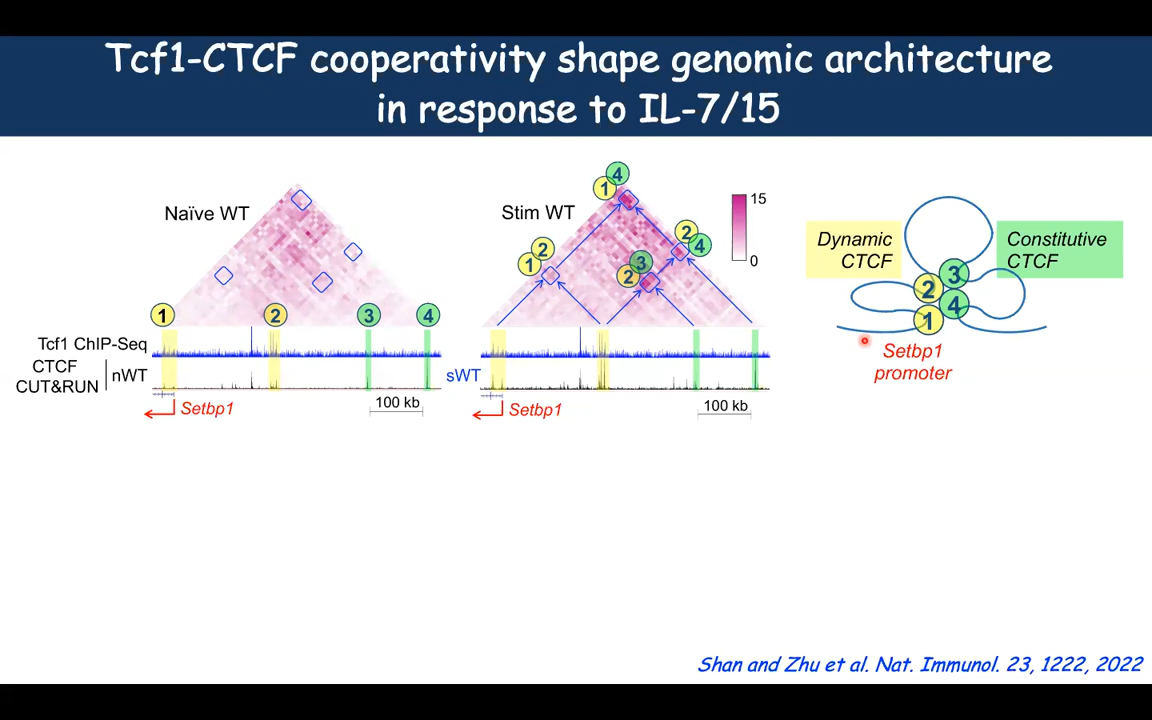 Tcf1-CTCF cooperativity shape genomic architecture
in response to IL-7/15
Naïve WT
1
2
3
4
Tcf1 ChIP-Seq
CTCF
CUT&RUN
nWT
Setbp1
100 kb
Stim WT
1
4
1
2
2
3
2
4
15
0
sWT
Setbp1
100 kb
Dynamic
CTCF
Constitutive
CTCF
2
3
1
4
Setbp1
promoter
Shan and Zhu et al. Nat. Immunol. 23, 1222, 2022